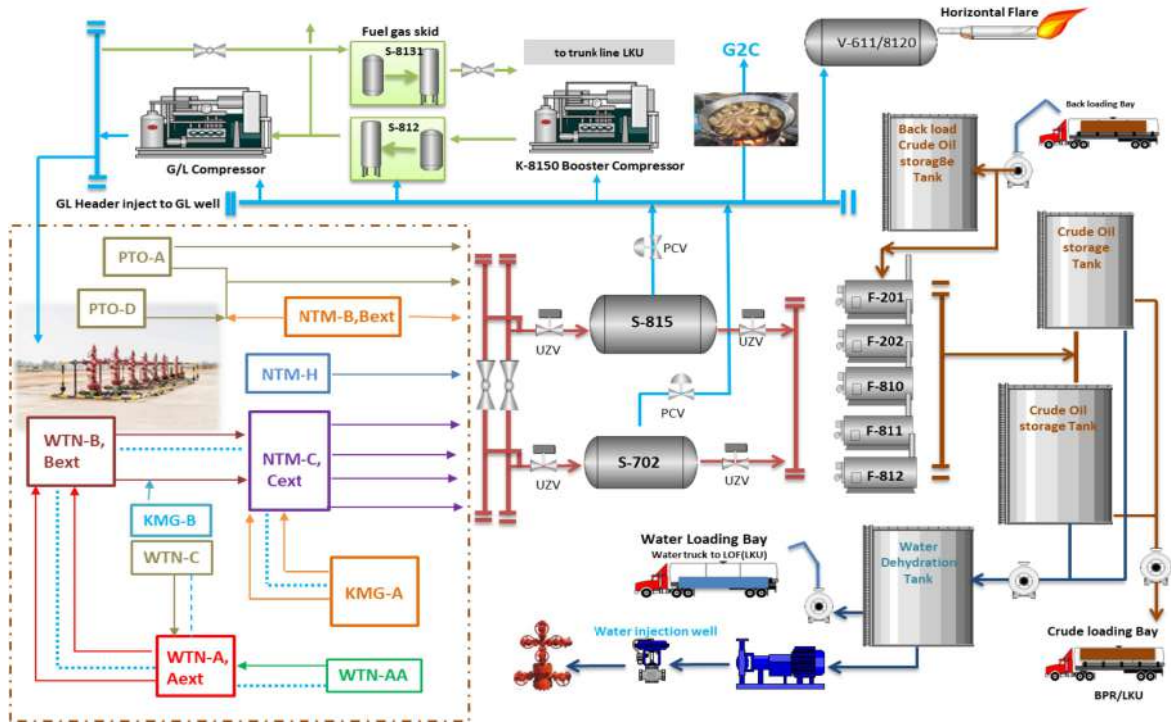 Horizontal Flare
V-611/8120
Fuel gas skid
S-8131
to trunk line LKU
G2C
Back loading Bay
S-812
Back load
Crude Oil
storag8e
Tank
G/L Compressor
K-8150 Booster Compressor
GL Header inject to GL well
Crude Oil
storage
Tank
PTO-A
PCV
PTO-D
NTM-B,Bext
S-815
F-201
UZV
UZV
F-202
NTM-H
PCV
F-810
Crude Oil
storage Tank
WTN-B,
Bext
NTM-C,
Cext
S-702
F-811
F-812
UZV
UZV
KMG-B
WTN-C
Water Loading Bay
Water truck to LOF(LKU)
Water
Dehydration
Tank
KMG-A
Water injection well
Crude loading Bay
WTN-A,
Aext
WTN-AA
BPR/LKU